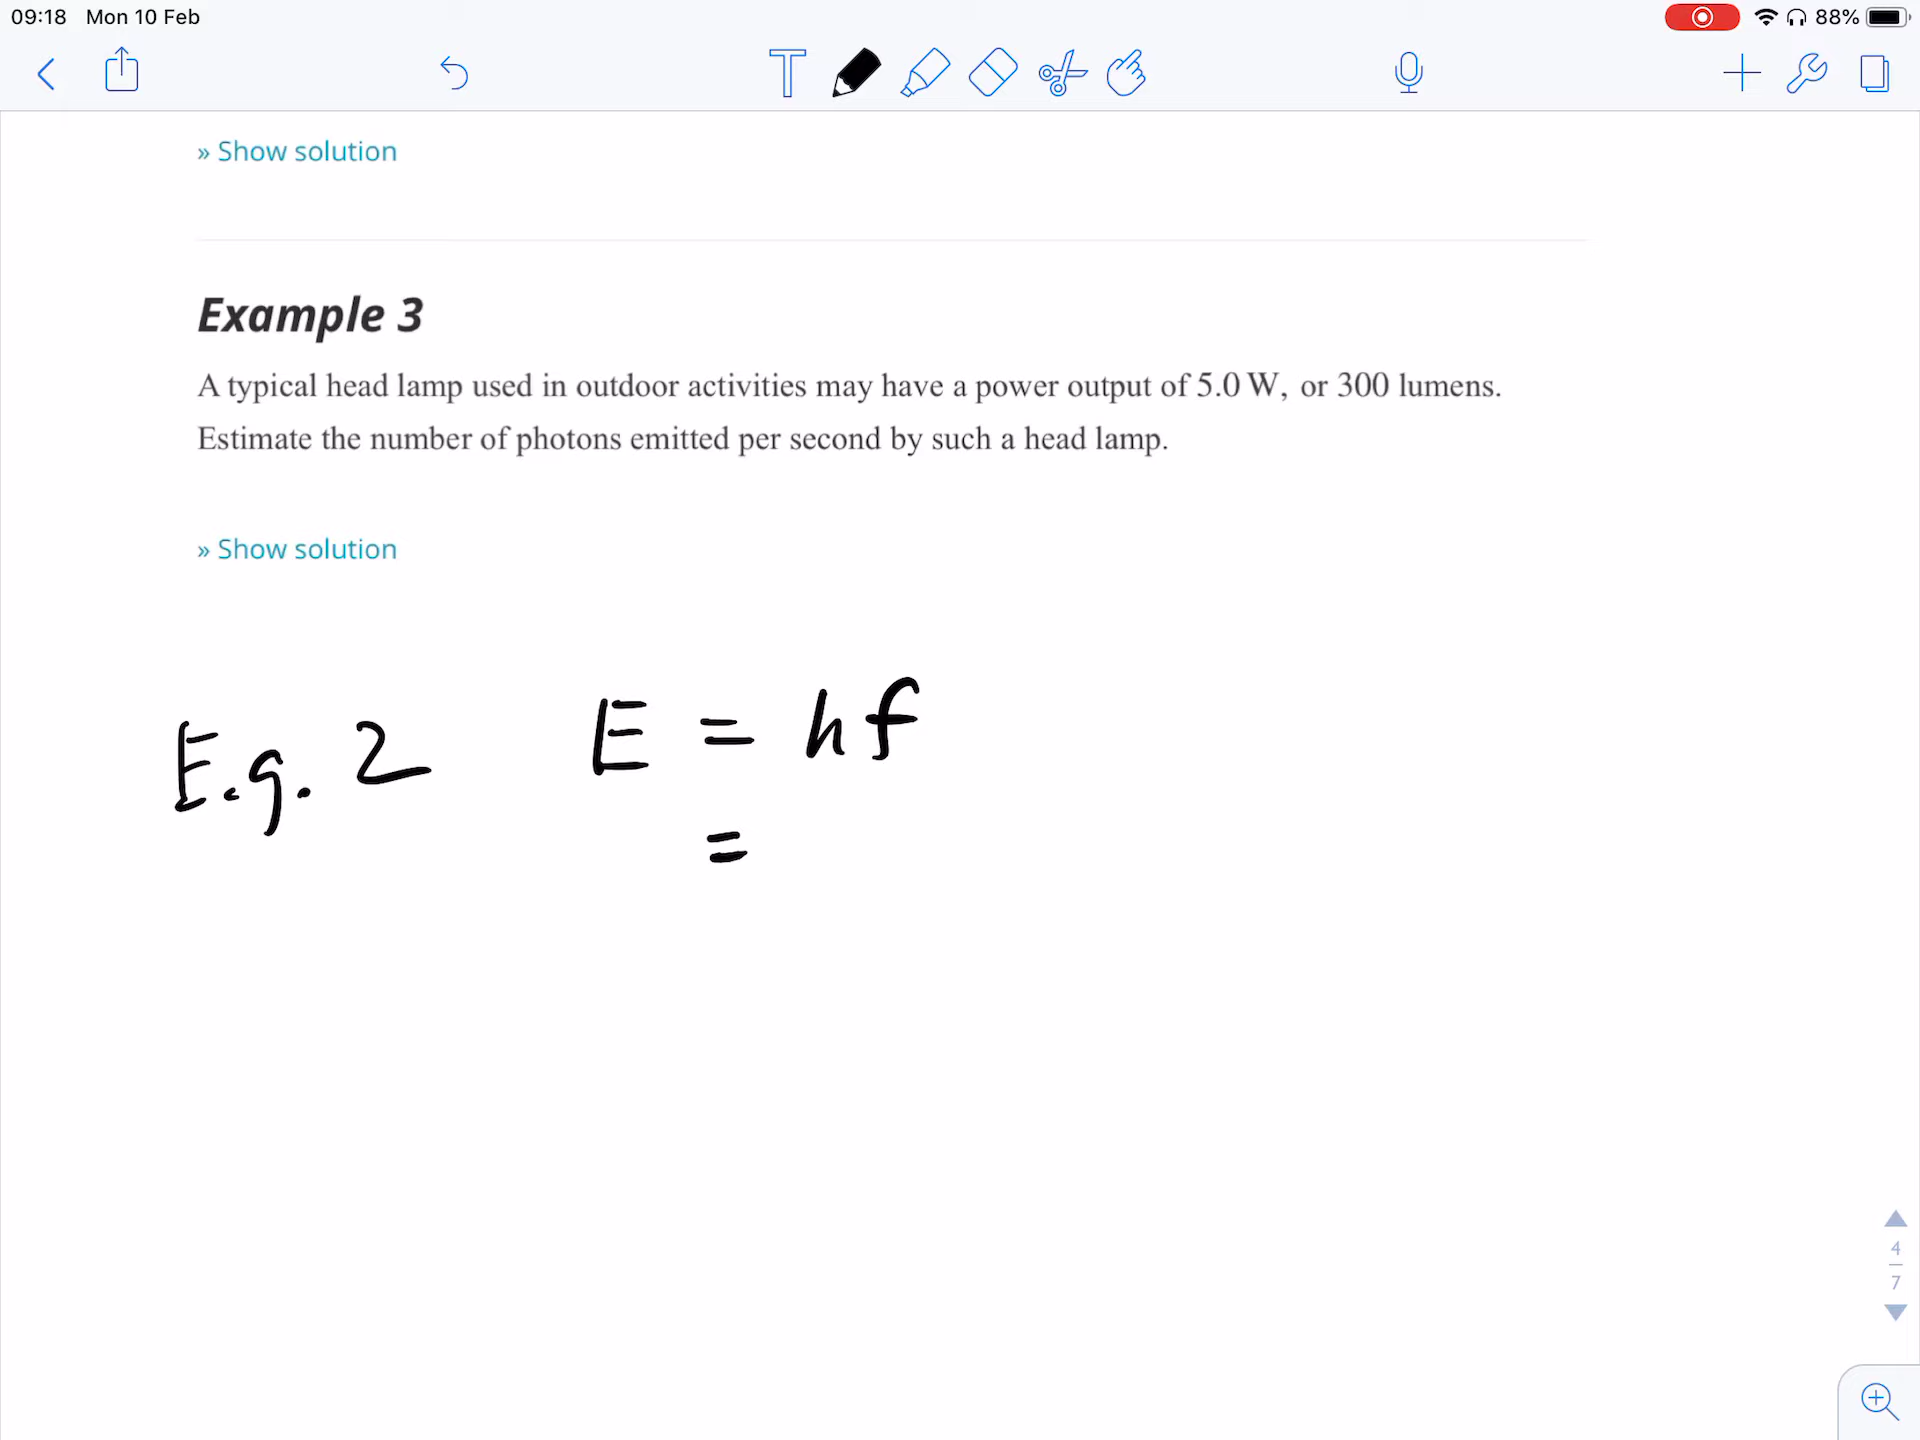 09:18 Mon 10 Feb 88%
T
» Show solution
Example 3
A typical head lamp used in outdoor activities may have a power output of 5.0 W, or 300 lumens.
Estimate the number of photons emitted per second by such a head lamp.
» Show solution
E.g. 2 E = hf
=
4
7